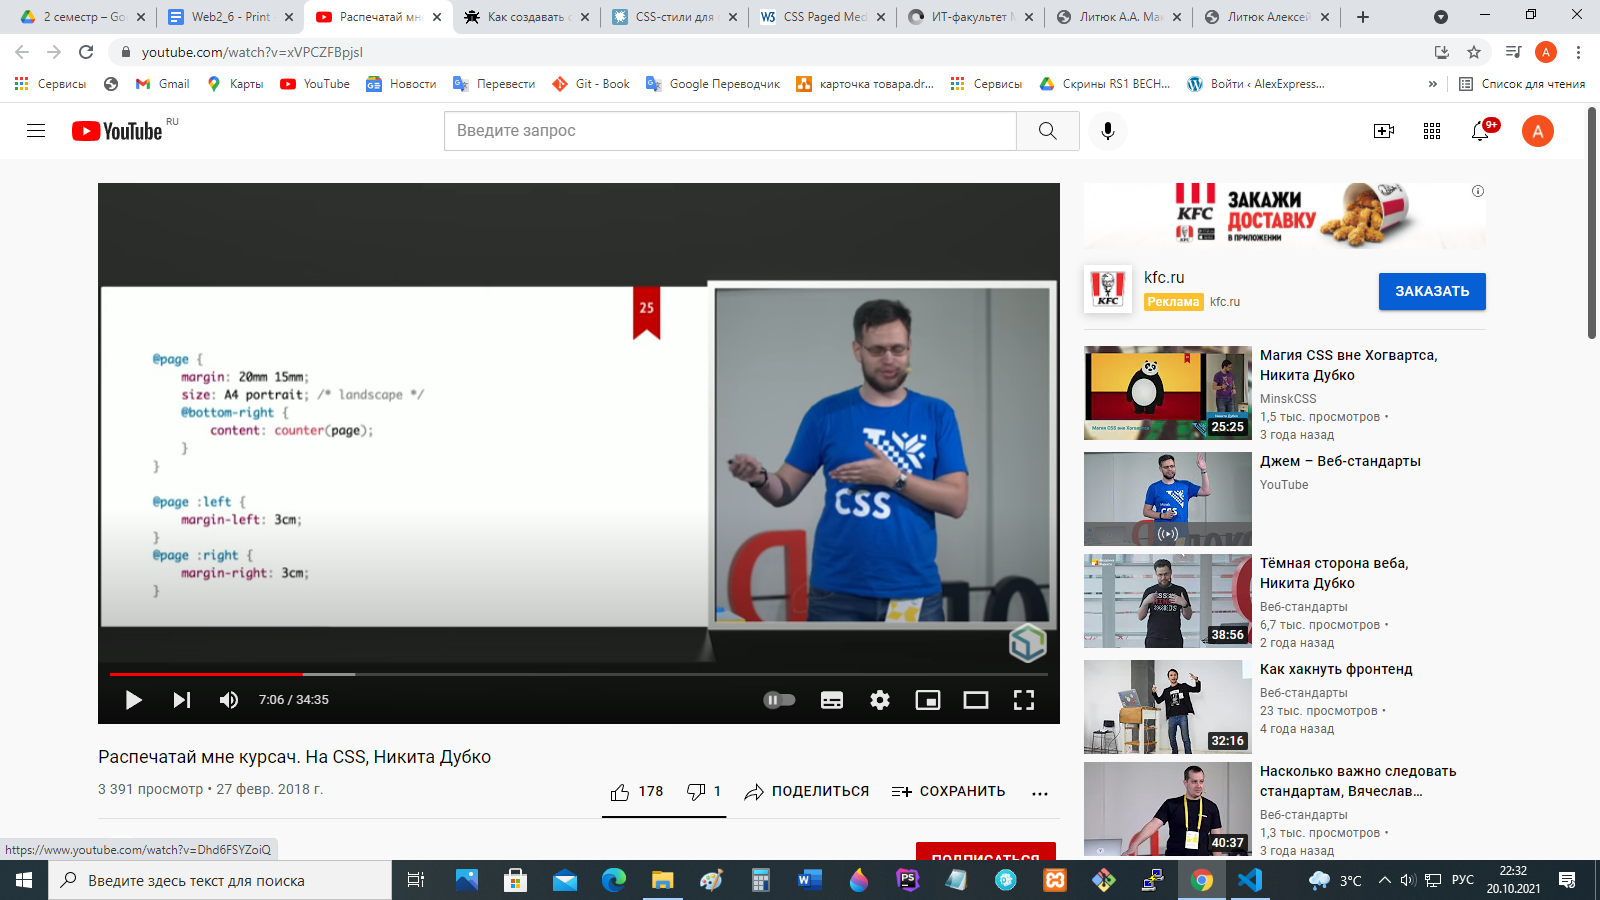 2 семестр – Go
Web2_6 - Print
Распечатай мн
Как создавать
CSS-стили для
CSS Paged Med
ИТ-факультет
Литюк А.А. Ма
Литюк Алексей
youtube.com/watch?v=xVPCZFBpjsI
A
Сервисы
Gmail
Карты
YouTube
Новости
Перевести
Git - Book
Google Переводчик
карточка товара.dr...
Сервисы
Скрины RS1 ВЕСН...
Войти ‹ AlexExpress...
»
Список для чтения
YouTube RU
Введите запрос
9+
A
25
@page {
margin: 20mm 15mm;
size: A4 portrait; /* landscape */
@bottom-right {
content: counter(page);
}
}
@page :left {
margin-left: 3cm;
}
@page :right {
margin-right: 3cm;
}
CSS
7:06 / 34:35
Распечатай мне курсач. На CSS, Никита Дубко
3 391 просмотр • 27 февр. 2018 г.
178
1
ПОДЕЛИТЬСЯ
СОХРАНИТЬ
ПОДПИСАТЬСЯ
KFC
ЗАКАЖИ
ДОСТАВКУ
В ПРИЛОЖЕНИИ
KFC
kfc.ru
Реклама kfc.ru
ЗАКАЗАТЬ
25:25
Магия CSS вне Хогвартса,
Никита Дубко
MinskCSS
1,5 тыс. просмотров •
3 года назад
CSS
Джем – Веб-стандарты
YouTube
38:56
Тёмная сторона веба,
Никита Дубко
Веб-стандарты
6,7 тыс. просмотров •
2 года назад
32:16
Как хакнуть фронтенд
Веб-стандарты
23 тыс. просмотров •
4 года назад
40:37
Насколько важно следовать
стандартам, Вячеслав…
Веб-стандарты
1,3 тыс. просмотров •
3 года назад
https://www.youtube.com/watch?v=Dhd6FSYZoiQ
Введите здесь текст для поиска
3°C
РУС
22:32
20.10.2021